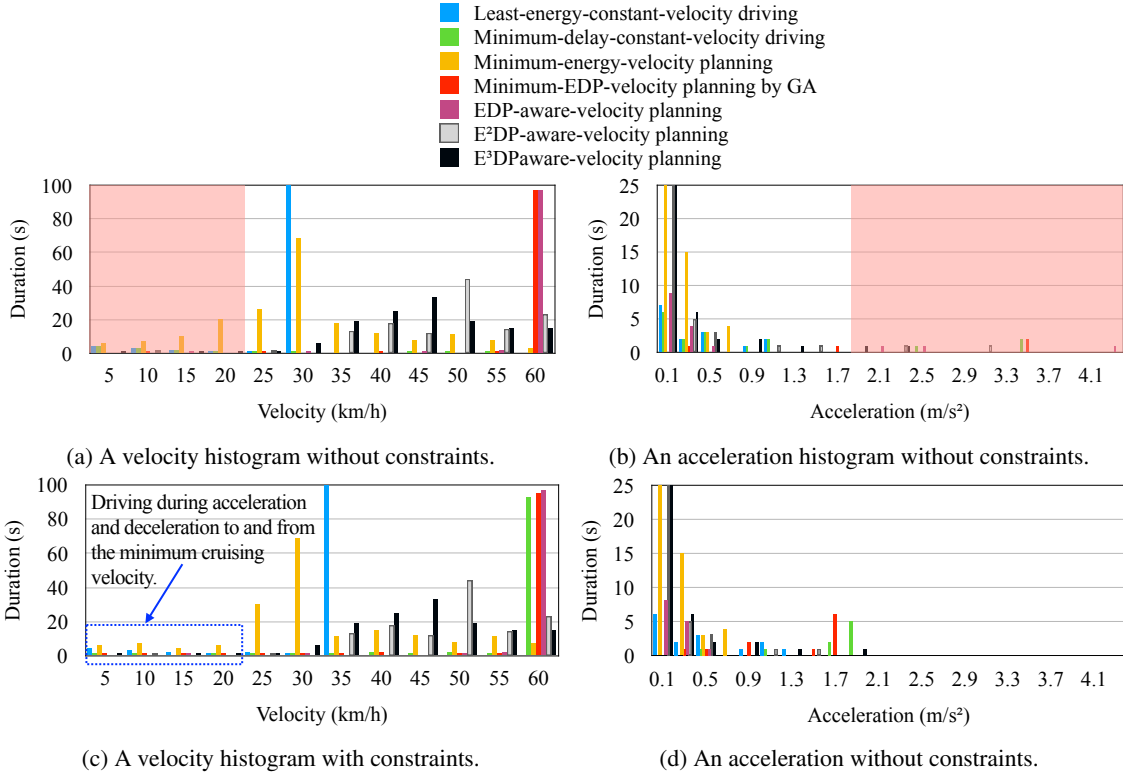 Least-energy-constant-velocity driving
Minimum-delay-constant-velocity driving
Minimum-energy-velocity planning
Minimum-EDP-velocity planning by GA
EDP-aware-velocity planning
E²DP-aware-velocity planning
E³DPaware-velocity planning
100
80
60
40
20
0
Duration (s)
5 10 15 20 25 30 35 40 45 50 55 60
Velocity (km/h)
(a) A velocity histogram without constraints.
25
20
15
10
5
0
Duration (s)
0.1 0.5 0.9 1.3 1.7 2.1 2.5 2.9 3.3 3.7 4.1
Acceleration (m/s²)
(b) An acceleration histogram without constraints.
100
80
60
40
20
0
Duration (s)
Driving during acceleration
and deceleration to and from
the minimum cruising
velocity.
5 10 15 20 25 30 35 40 45 50 55 60
Velocity (km/h)
(c) A velocity histogram with constraints.
25
20
15
10
5
0
Duration (s)
0.1 0.5 0.9 1.3 1.7 2.1 2.5 2.9 3.3 3.7 4.1
Acceleration (m/s²)
(d) An acceleration without constraints.